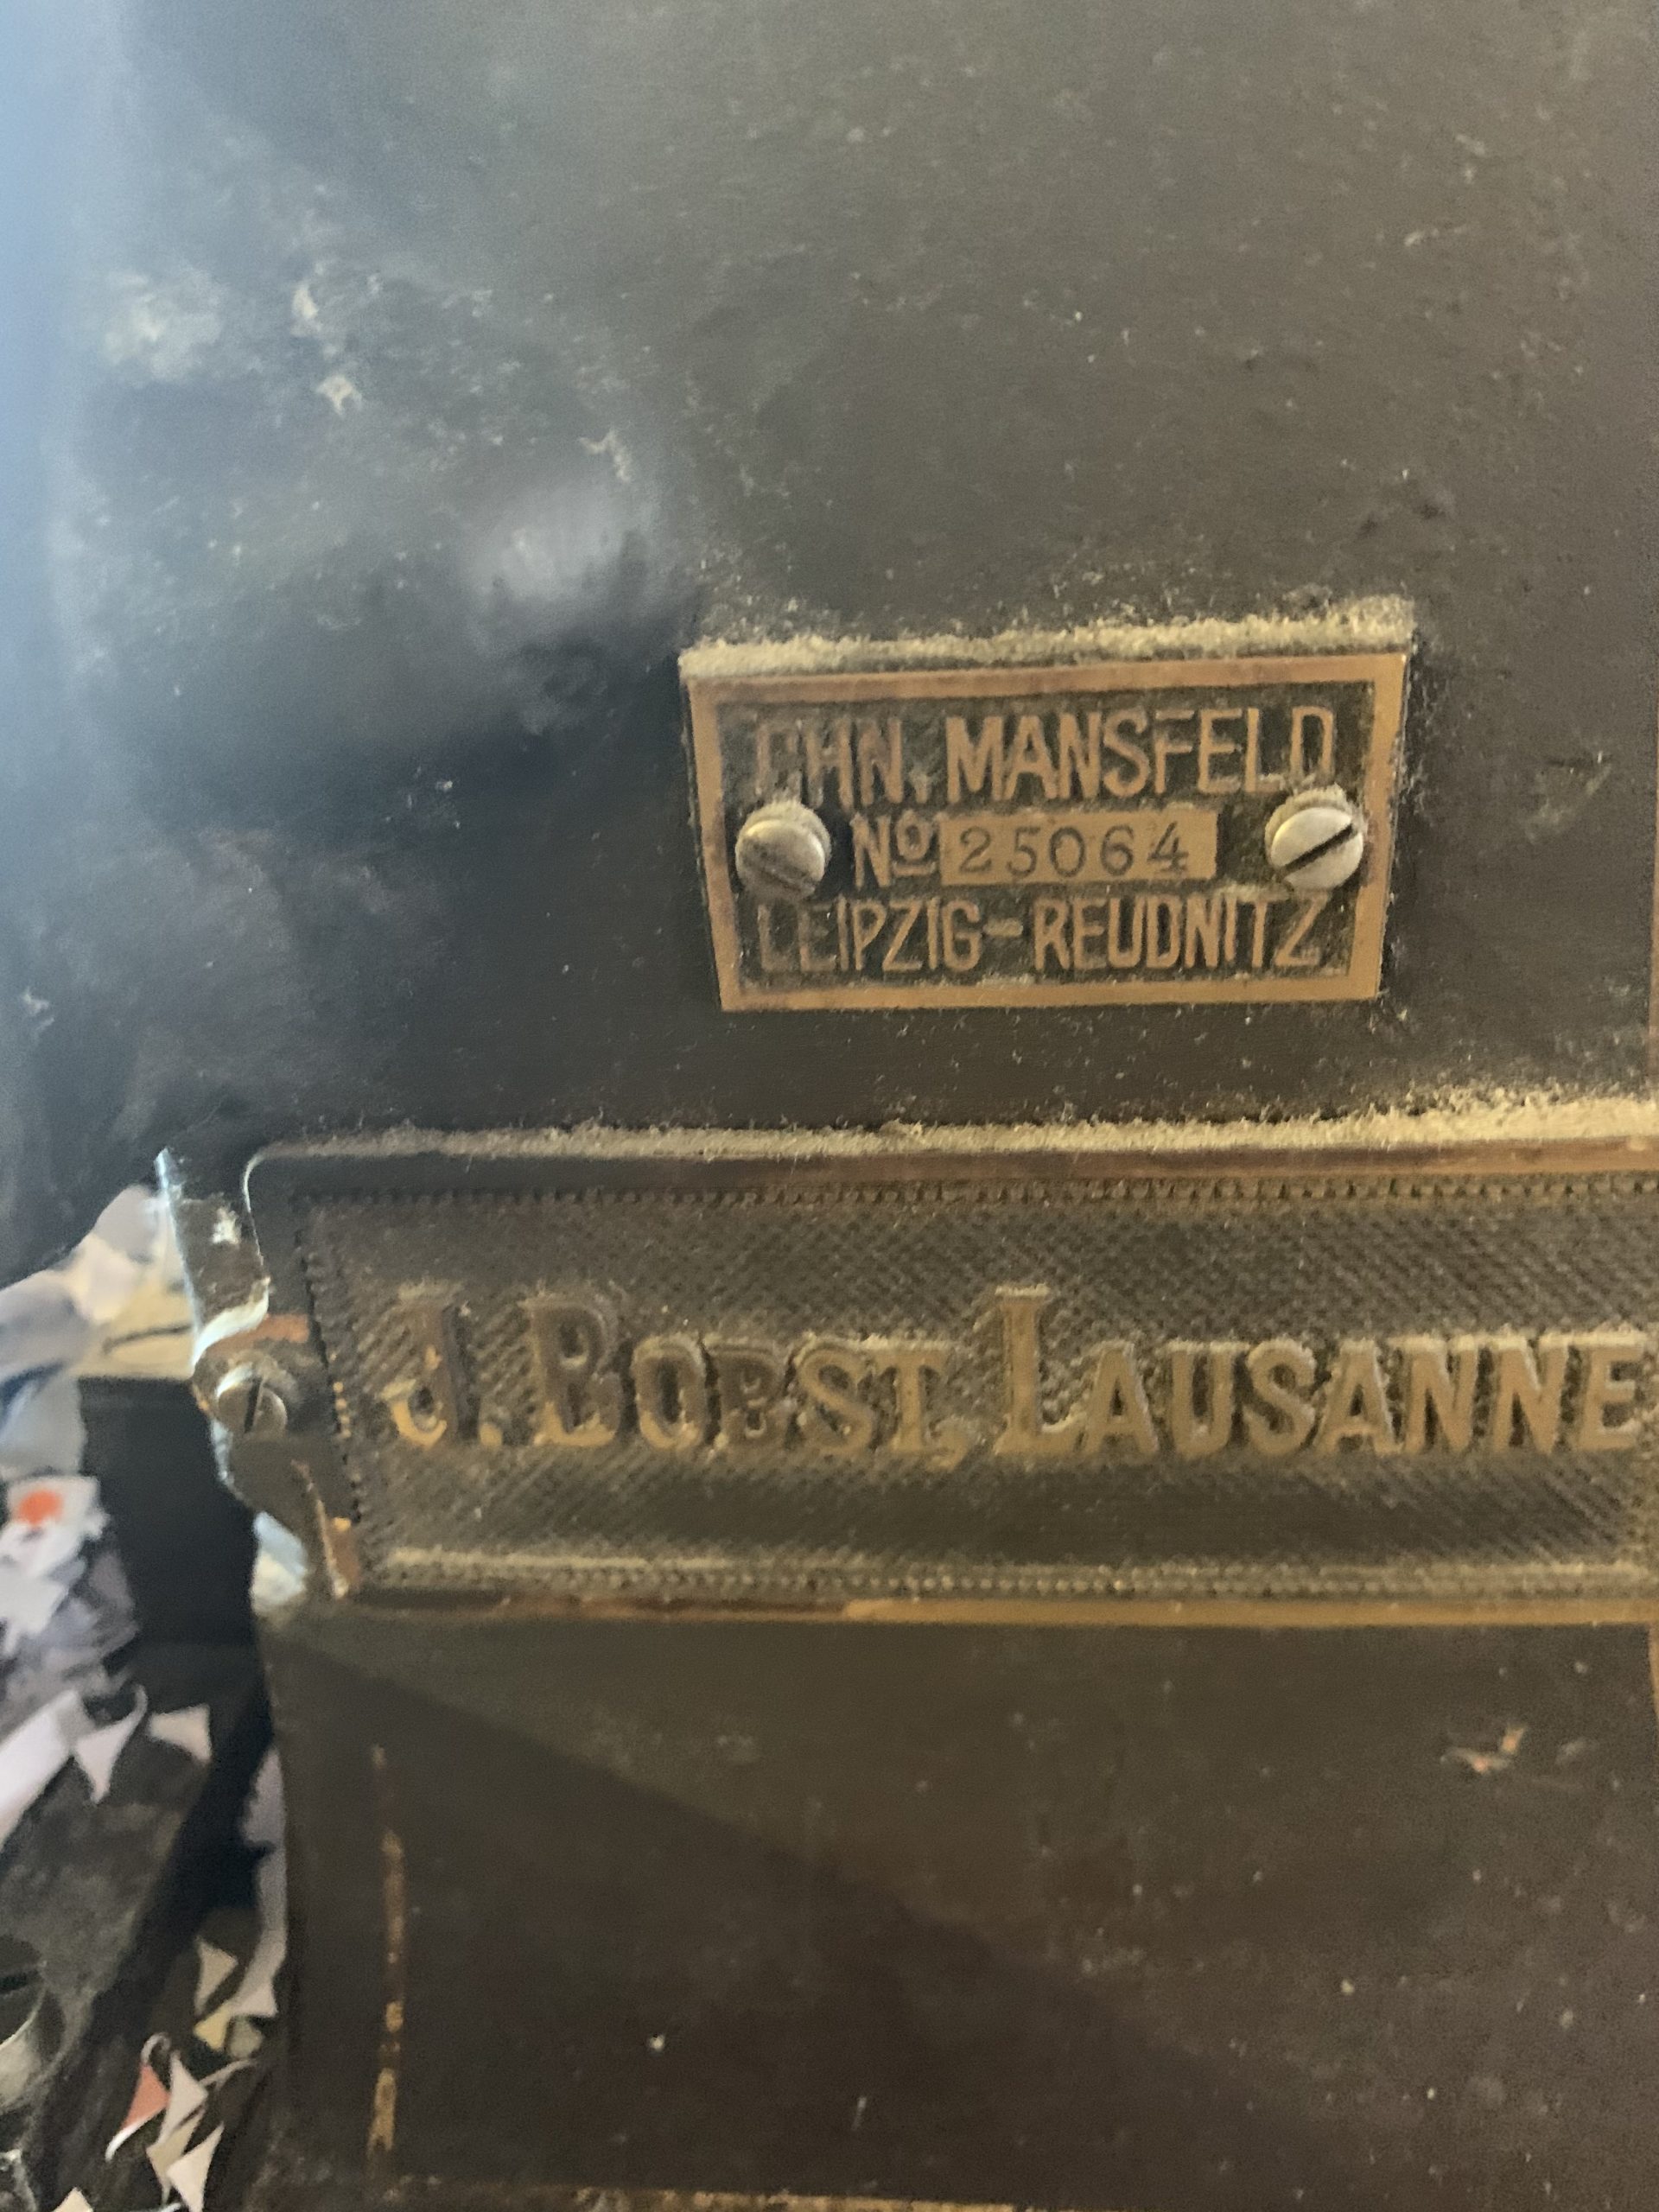 CHN. MANSFELD
No 25064
LEIPZIG-REUDNITZ
J. BOBST, LAUSANNE